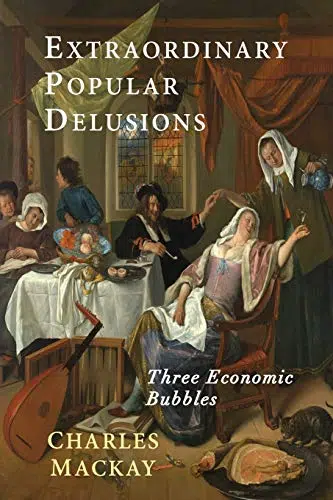 EXTRAORDINARY
POPULAR
DELUSIONS
Three Economic
Bubbles
CHARLES
MACKAY